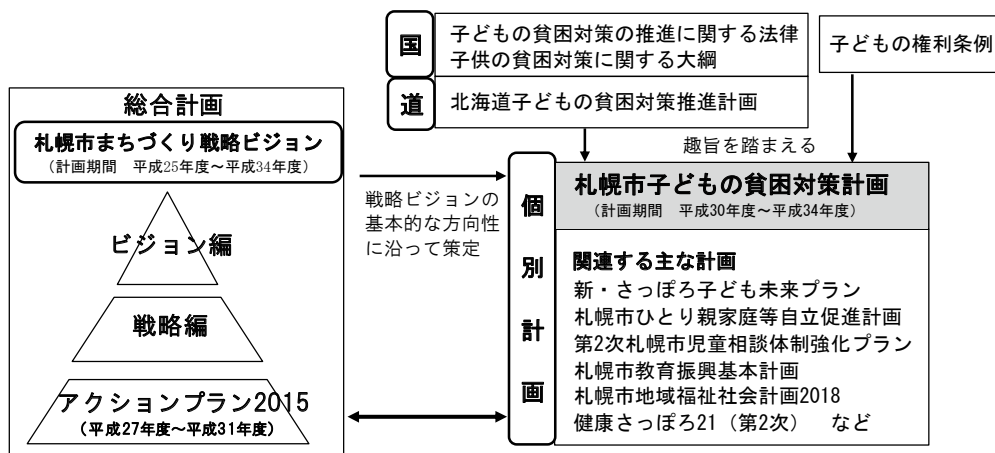 国
子どもの貧困対策の推進に関する法律
子供の貧困対策に関する大綱
道
北海道子どもの貧困対策推進計画
子どもの権利条例
趣旨を踏まえる
総合計画
札幌市まちづくり戦略ビジョン
（計画期間　平成25年度～平成34年度）
ビジョン編
戦略編
アクションプラン2015
（平成27年度～平成31年度）
戦略ビジョンの
基本的な方向性
に沿って策定
個別計画
札幌市子どもの貧困対策計画
（計画期間　平成30年度～平成34年度）
関連する主な計画
新・さっぽろ子ども未来プラン
札幌市ひとり親家庭等自立促進計画
第2次札幌市児童相談体制強化プラン
札幌市教育振興基本計画
札幌市地域福祉社会計画2018
健康さっぽろ21（第2次）　など